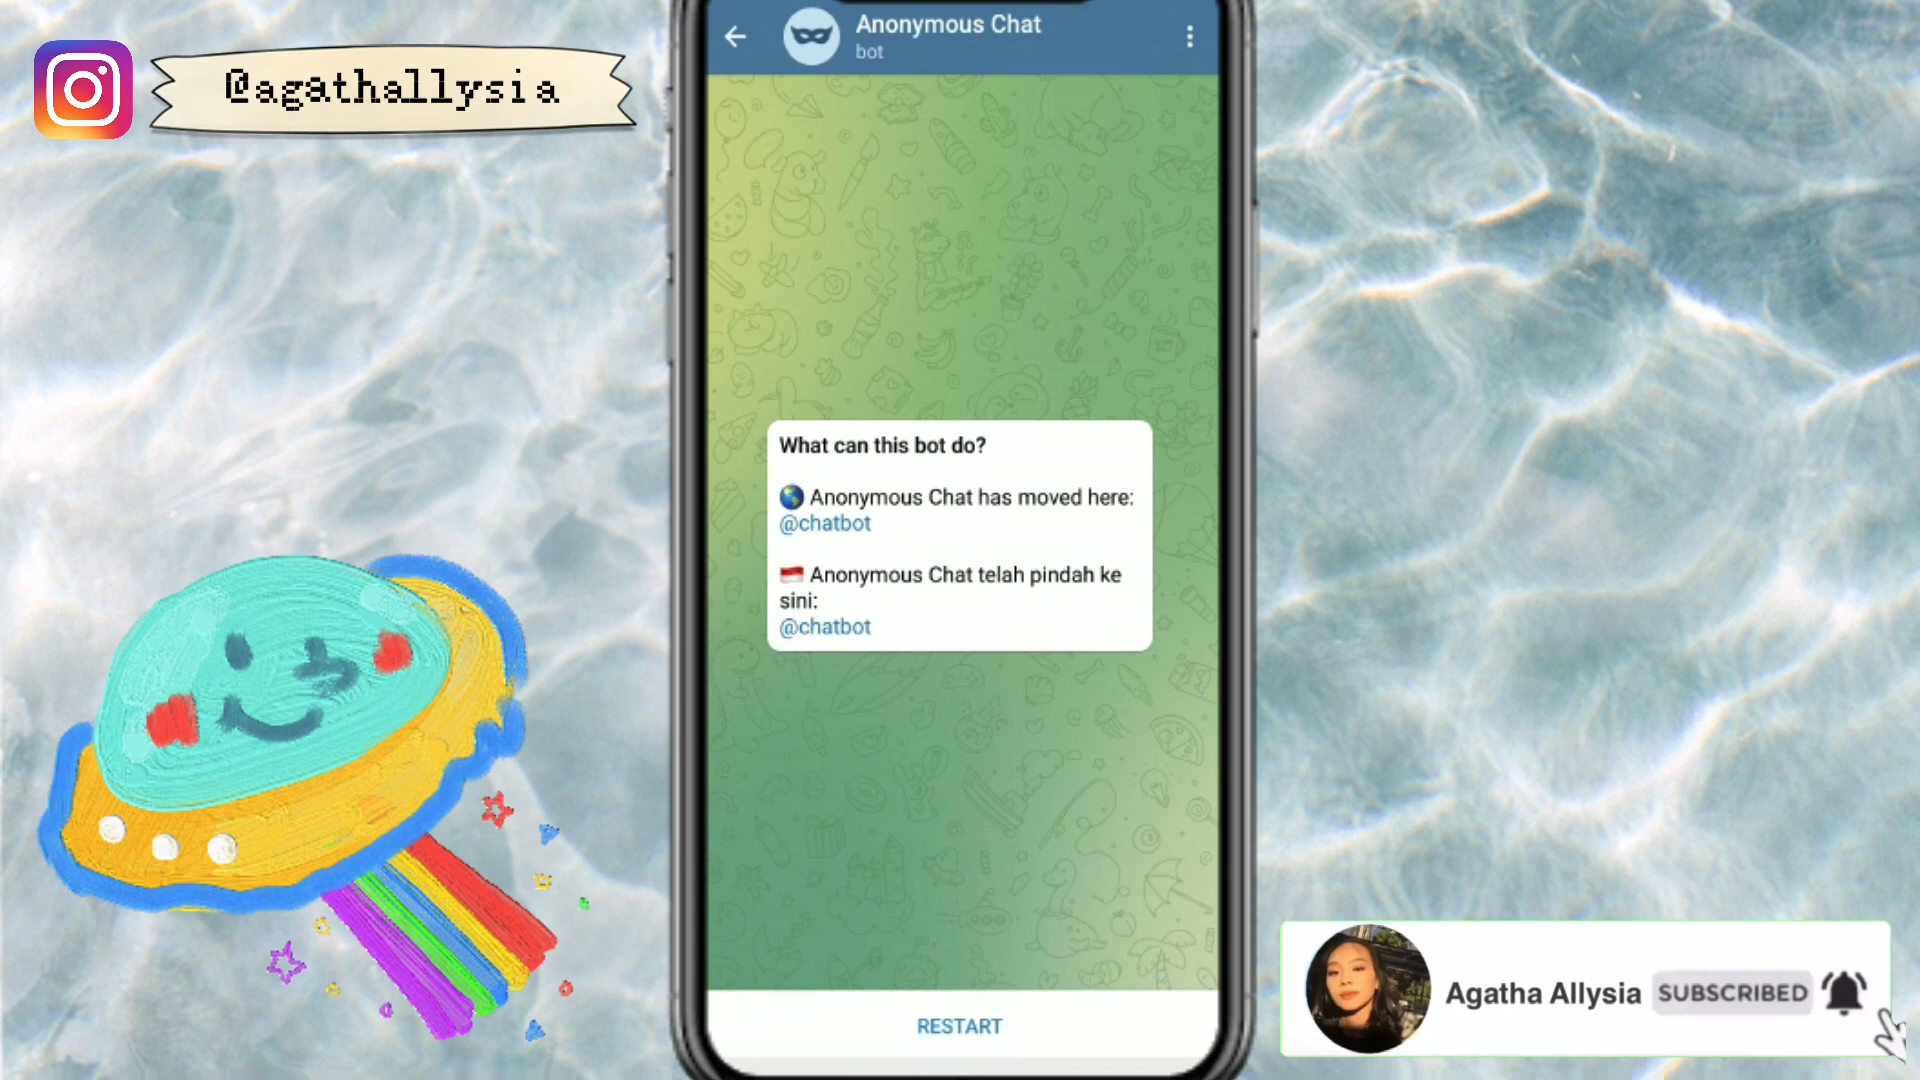 @agathallysia
Anonymous Chat
bot
What can this bot do?
🌎 Anonymous Chat has moved here:
@chatbot
🇮🇩 Anonymous Chat telah pindah ke
sini:
@chatbot
RESTART
Agatha Allysia
SUBSCRIBED